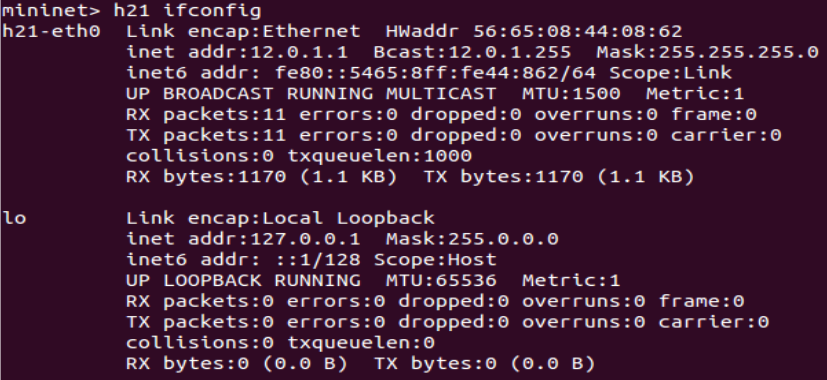 mininet> h21 ifconfig
h21-eth0  Link encap:Ethernet  HWaddr 56:65:08:44:08:62
inet addr:12.0.1.1  Bcast:12.0.1.255  Mask:255.255.255.0
inet6 addr: fe80::5465:8ff:fe44:862/64 Scope:Link
UP BROADCAST RUNNING MULTICAST  MTU:1500  Metric:1
RX packets:11 errors:0 dropped:0 overruns:0 frame:0
TX packets:11 errors:0 dropped:0 overruns:0 carrier:0
collisions:0 txqueuelen:1000
RX bytes:1170 (1.1 KB)  TX bytes:1170 (1.1 KB)
lo        Link encap:Local Loopback
inet addr:127.0.0.1  Mask:255.0.0.0
inet6 addr: ::1/128 Scope:Host
UP LOOPBACK RUNNING  MTU:65536  Metric:1
RX packets:0 errors:0 dropped:0 overruns:0 frame:0
TX packets:0 errors:0 dropped:0 overruns:0 carrier:0
collisions:0 txqueuelen:0
RX bytes:0 (0.0 B)  TX bytes:0 (0.0 B)